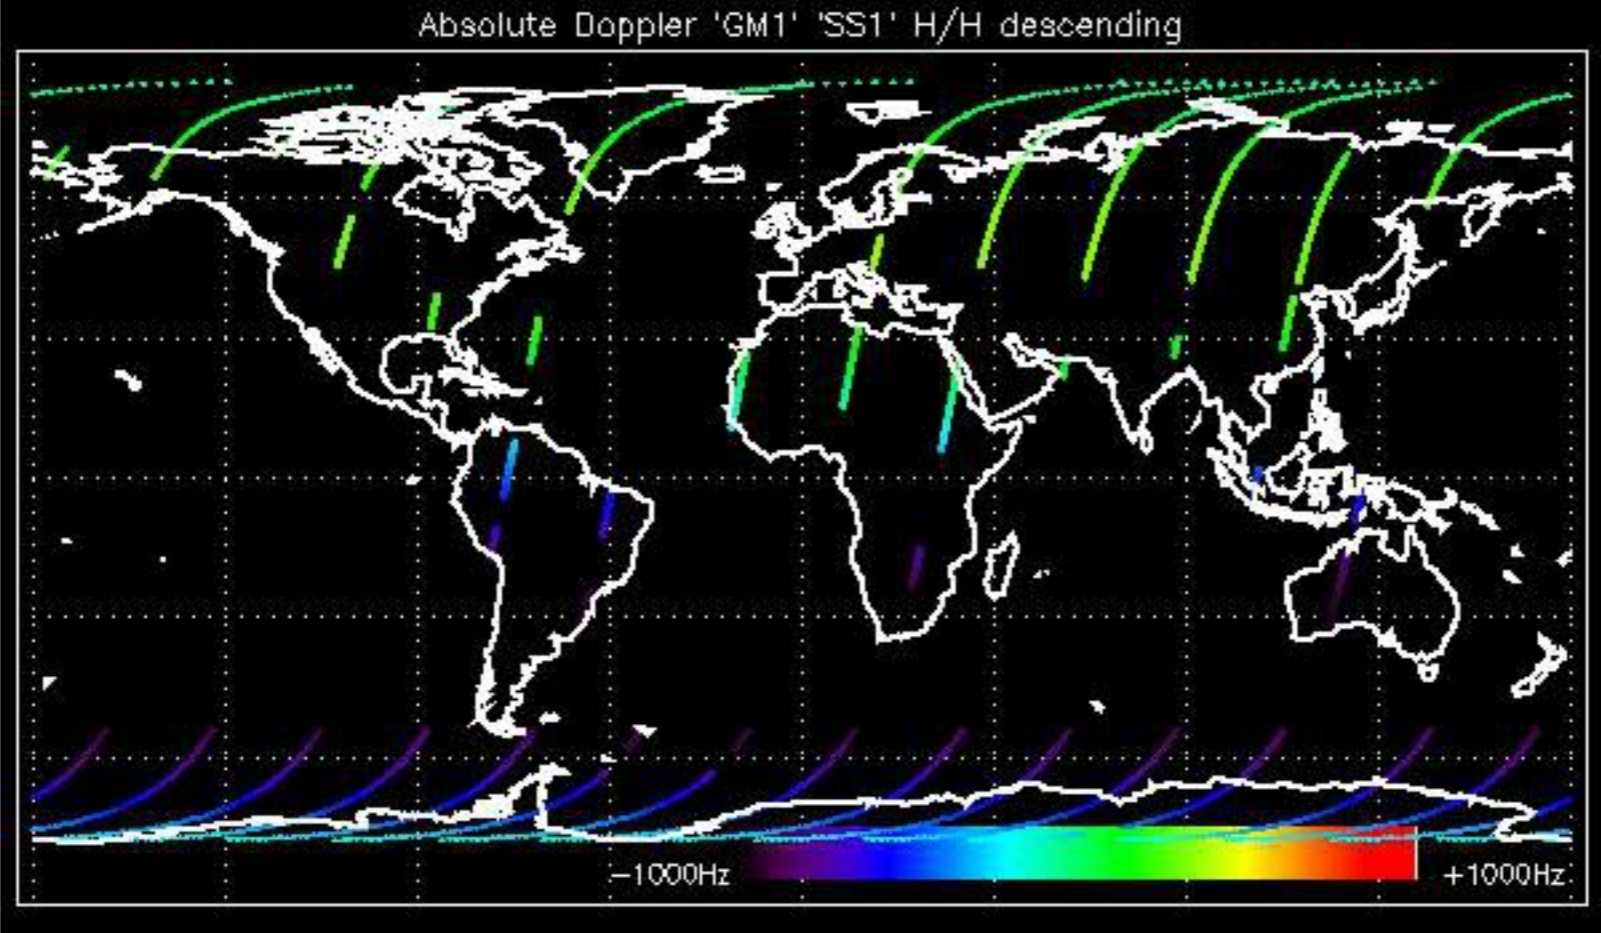 Absolute Doppler 'GM1' 'SS1' H/H descending
−1000Hz +1000Hz